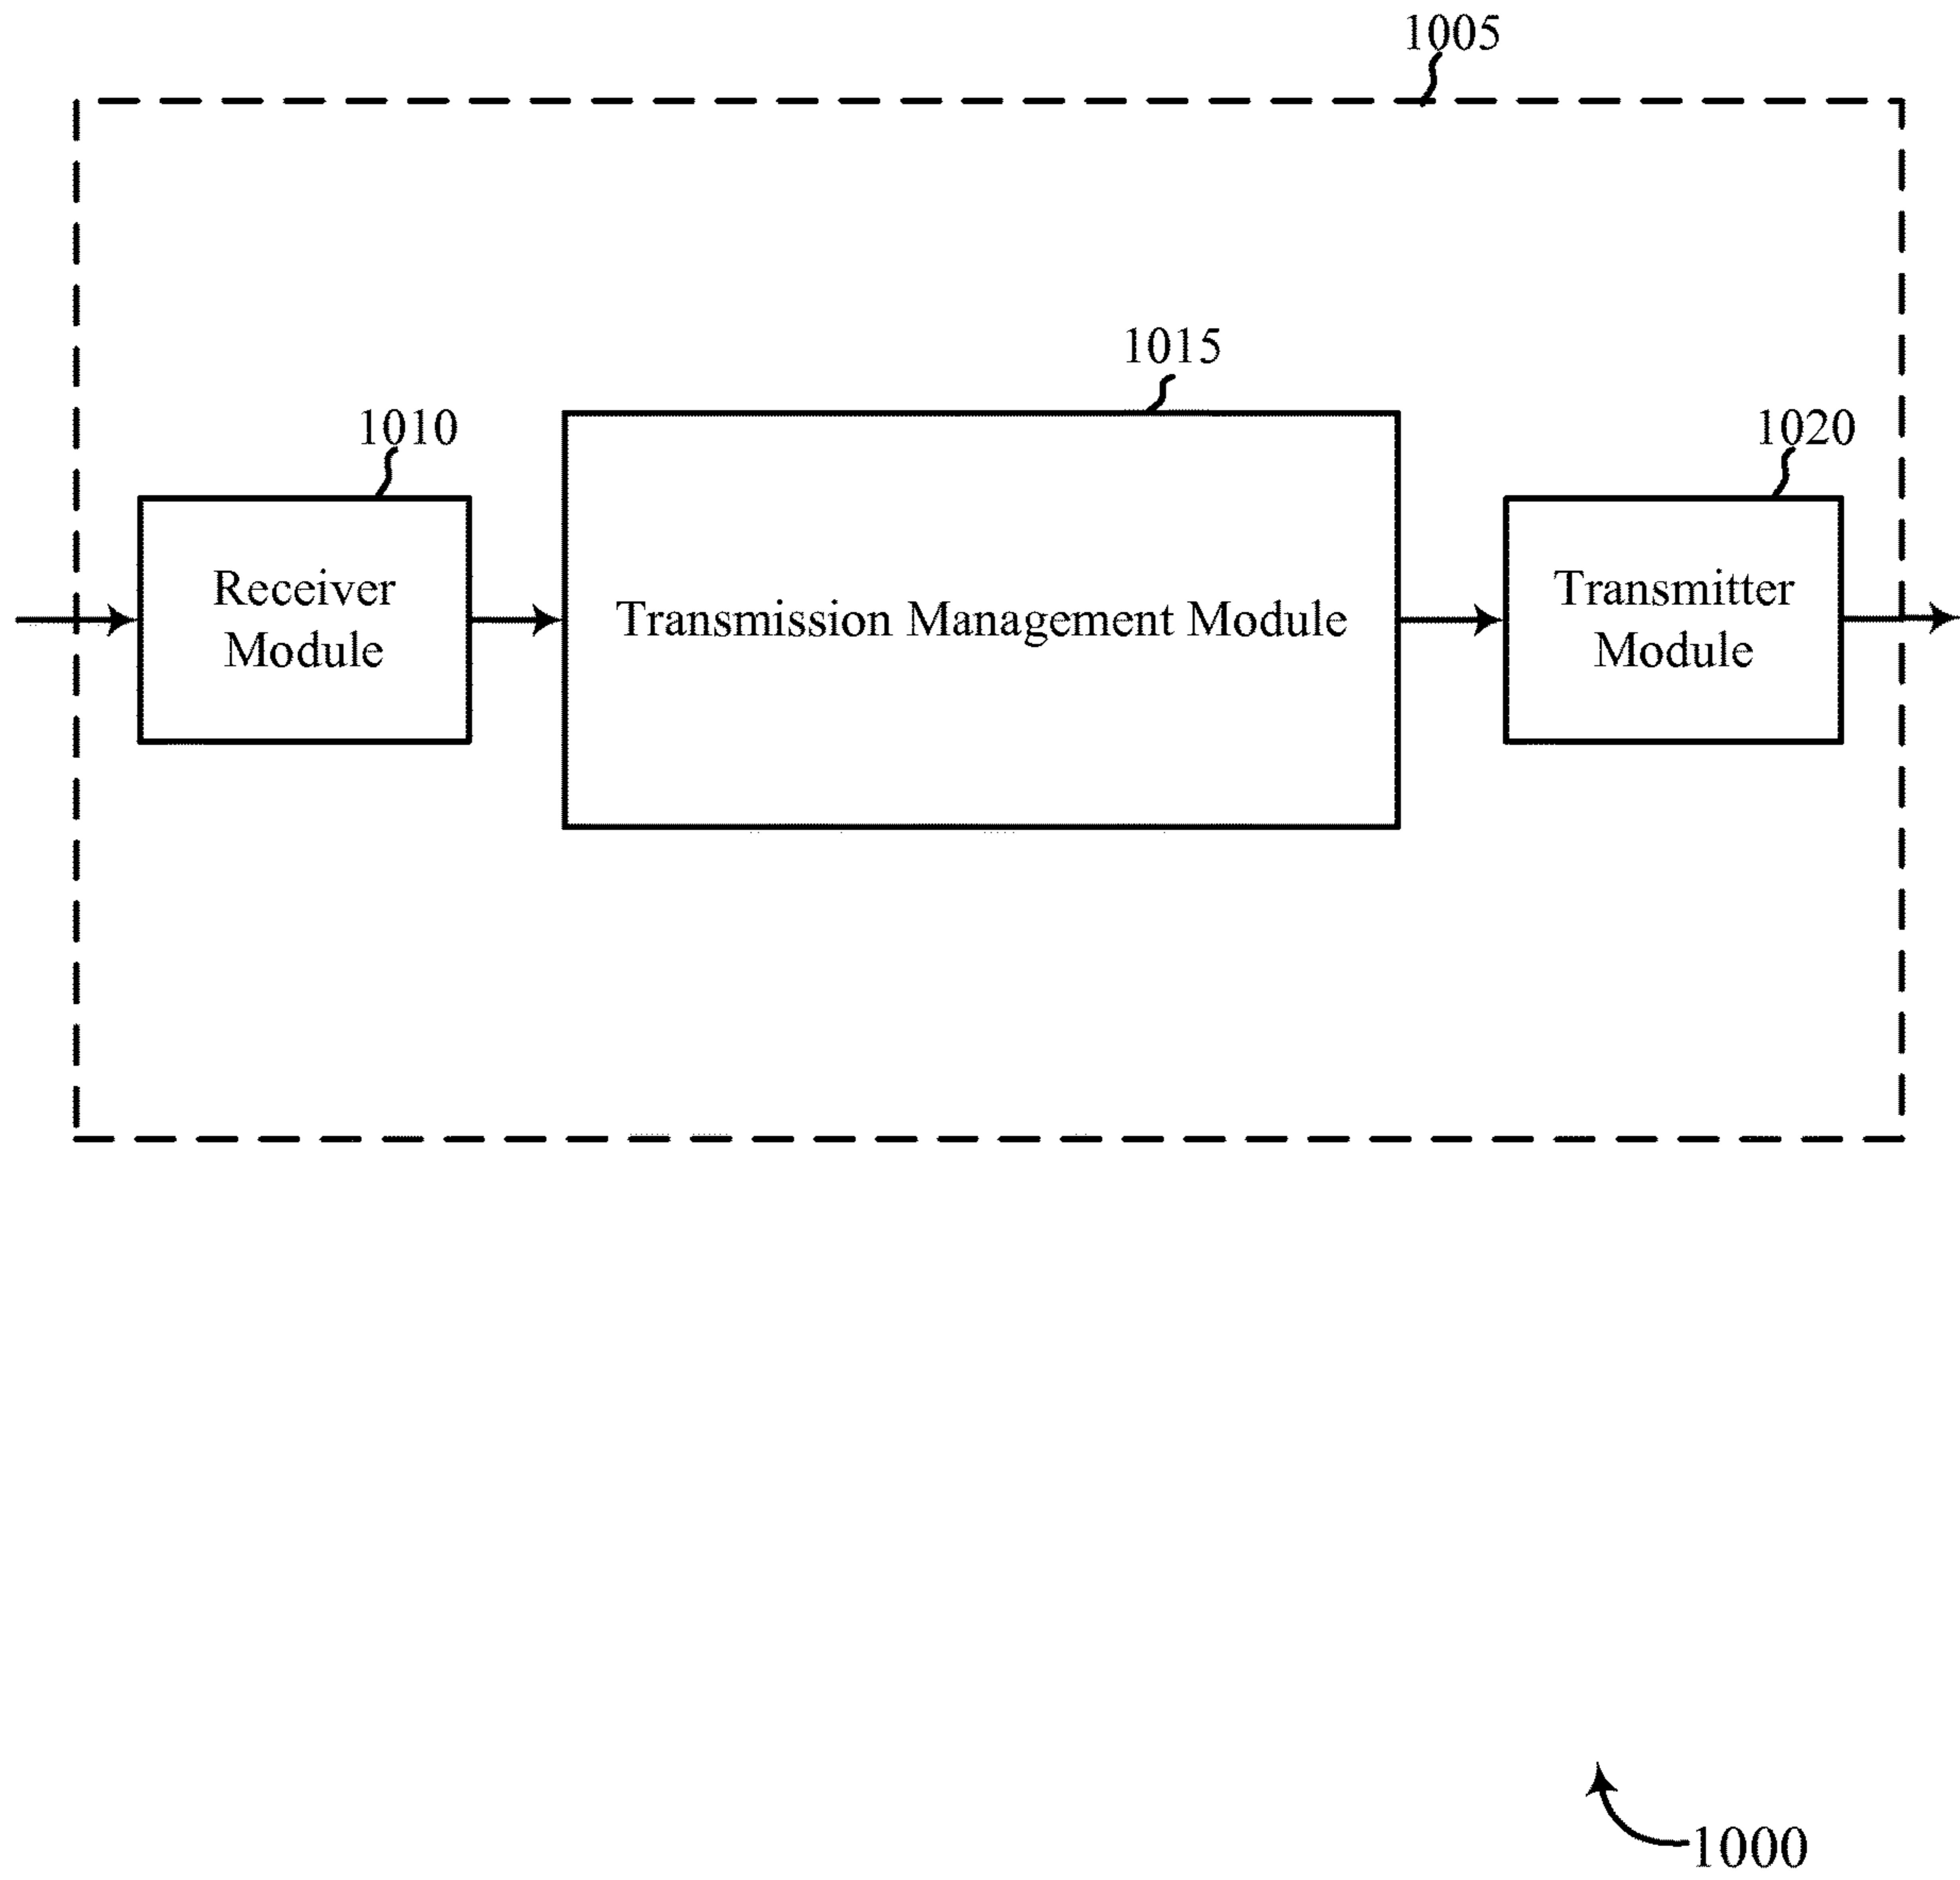 1005
1015
1010
1020
Receiver
Module
Transmission Management Module
Transmitter
Module
1000